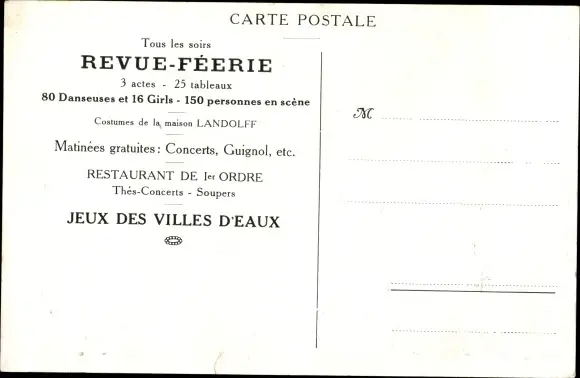 CARTE POSTALE
Tous les soirs
REVUE-FÉERIE
3 actes - 25 tableaux
80 Danseuses et 16 Girls - 150 personnes en scène
Costumes de la maison LANDOLFF
Matinées gratuites: Concerts, Guignol, etc.
RESTAURANT DE 1er ORDRE
Thés-Concerts - Soupers
JEUX DES VILLES D'EAUX
M